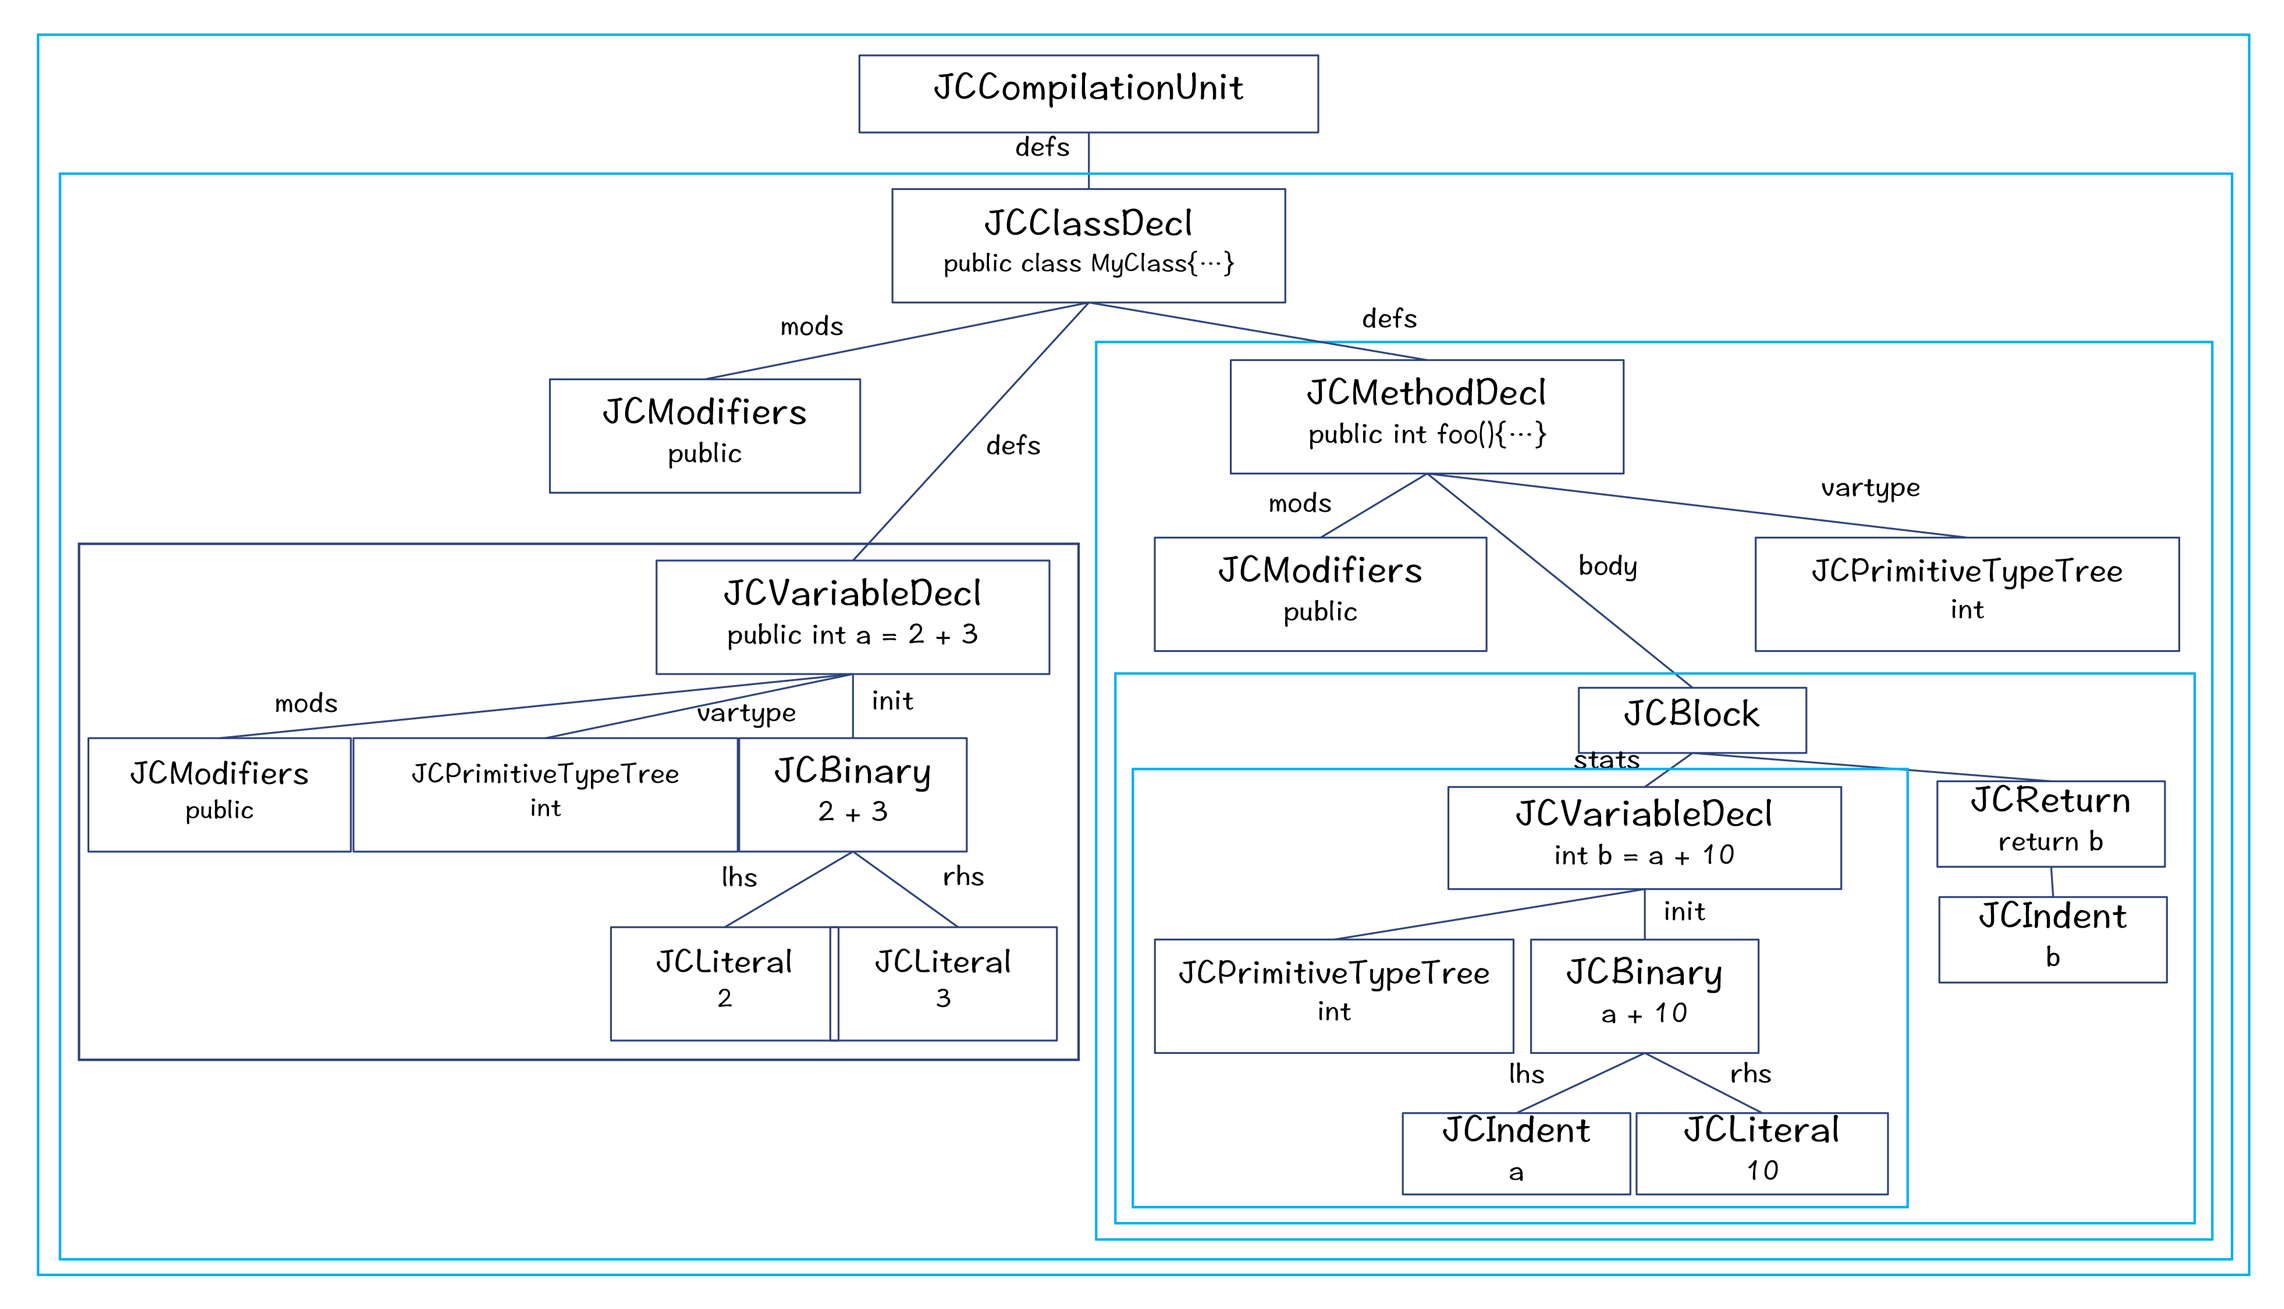 JCCompilationUnit
defs
JCClassDecl
public class MyClass{…}
mods
defs
JCModifiers
public
defs
JCMethodDecl
public int foo(){…}
mods
vartype
body
JCModifiers
public
JCPrimitiveTypeTree
int
JCVariableDecl
public int a = 2 + 3
mods
vartype
init
JCModifiers
public
JCPrimitiveTypeTree
int
JCBinary
2 + 3
lhs
rhs
JCLiteral
2
JCLiteral
3
JCBlock
stats
JCVariableDecl
int b = a + 10
JCReturn
return b
init
JCIndent
b
JCPrimitiveTypeTree
int
JCBinary
a + 10
lhs
rhs
JCIndent
a
JCLiteral
10